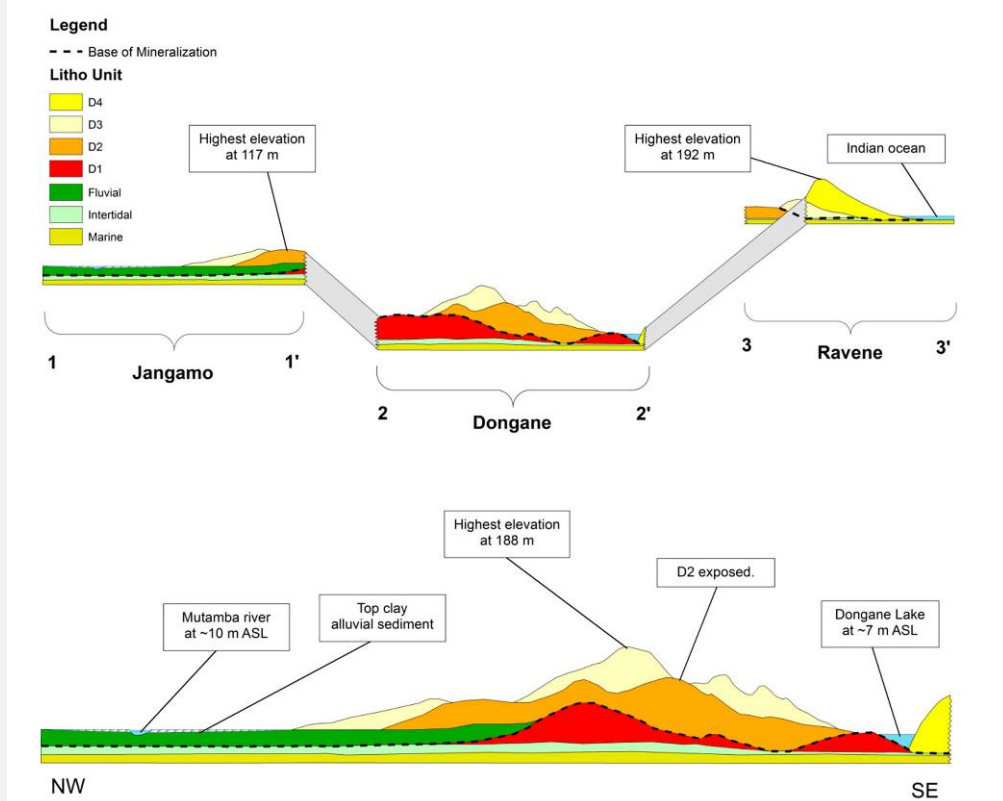 Legend
Base of Mineralization
Litho Unit
D4
D3
D2
D1
Fluvial
Intertidal
Marine
Highest elevation
at 117 m
Highest elevation
at 192 m
Indian ocean
1
1'
Jangamo
2
2'
Dongane
3
3'
Ravene
Highest elevation
at 188 m
D2 exposed.
Mutamba river
at ~10 m ASL
Top clay
alluvial sediment
Dongane Lake
at ~7 m ASL
NW
SE